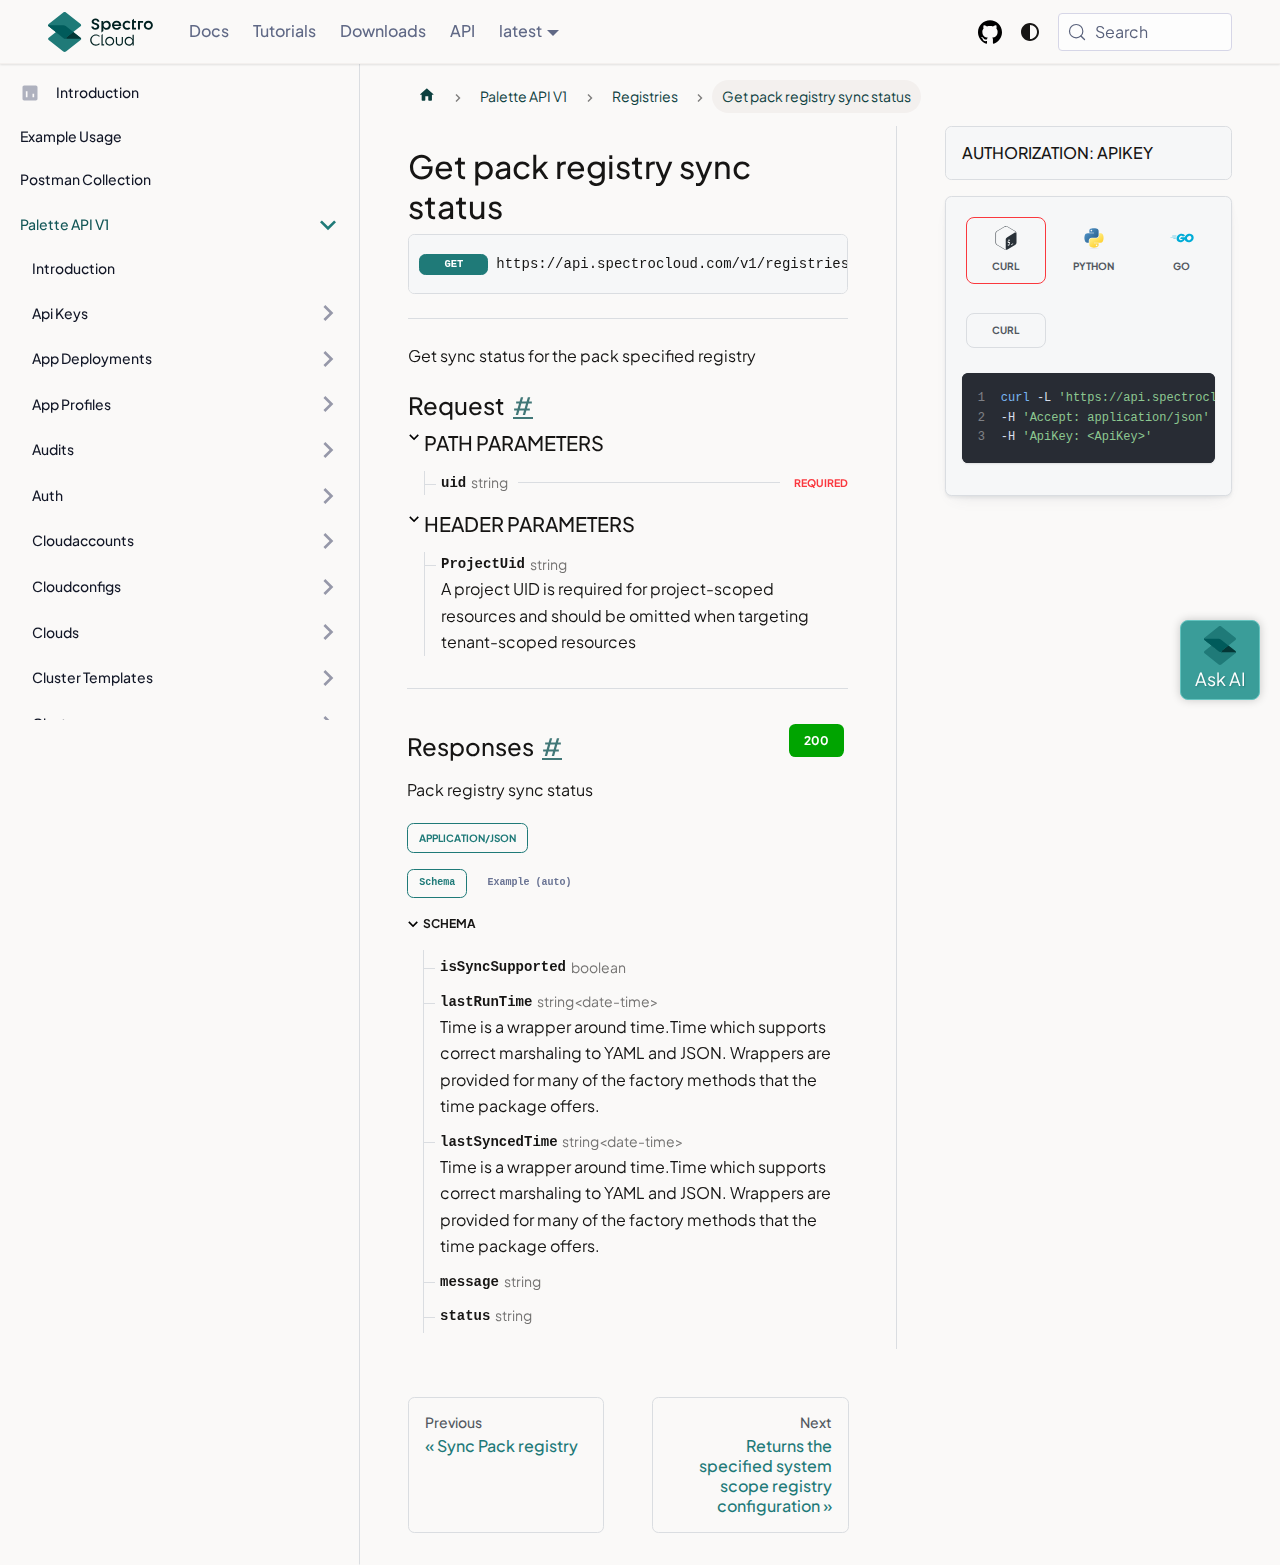 Spectro Cloud
Docs
Tutorials
Downloads
API
latest
Search
Introduction
Example Usage
Postman Collection
Palette API V1
Introduction
Api Keys
App Deployments
App Profiles
Audits
Auth
Cloudaccounts
Cloudconfigs
Clouds
Cluster Templates
Palette API V1
Registries
Get pack registry sync status
Get pack registry sync
status
GET https://api.spectrocloud.com/v1/registries
Get sync status for the pack specified registry
Request #
PATH PARAMETERS
uid string REQUIRED
HEADER PARAMETERS
ProjectUid string
A project UID is required for project-scoped
resources and should be omitted when targeting
tenant-scoped resources
Responses #
200
Pack registry sync status
APPLICATION/JSON
Schema Example (auto)
SCHEMA
isSyncSupported boolean
lastRunTime string<date-time>
Time is a wrapper around time.Time which supports
correct marshaling to YAML and JSON. Wrappers are
provided for many of the factory methods that the
time package offers.
lastSyncedTime string<date-time>
Time is a wrapper around time.Time which supports
correct marshaling to YAML and JSON. Wrappers are
provided for many of the factory methods that the
time package offers.
message string
status string
Previous
« Sync Pack registry
Next
Returns the
specified system
scope registry
configuration »
AUTHORIZATION: APIKEY
CURL
PYTHON
GO
GO
CURL
1 curl -L 'https://api.spectrocl
2 -H 'Accept: application/json'
3 -H 'ApiKey: <ApiKey>'
Ask AI